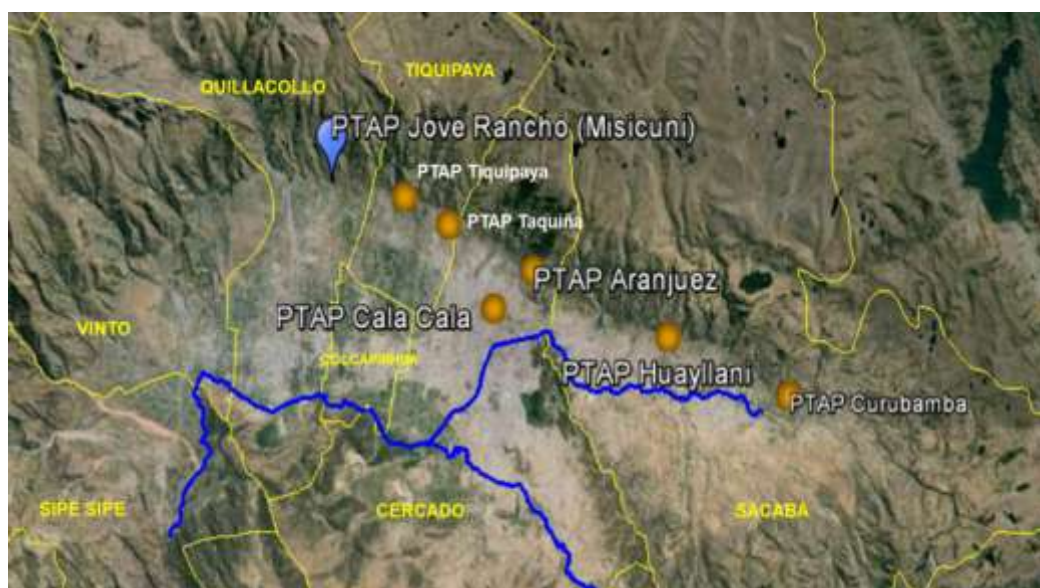 TIQUIPAYA
QUILLACOLLO
PTAP Jove Rancho (Misicuni)
PTAP Tiquipaya
PTAP Taquiña
PTAP Aranjuez
PTAP Cala Cala
VINTO
COLCAPIRHUA
PTAP Huayllani
PTAP Curubamba
SIPE SIPE
CERCADO
SACABA